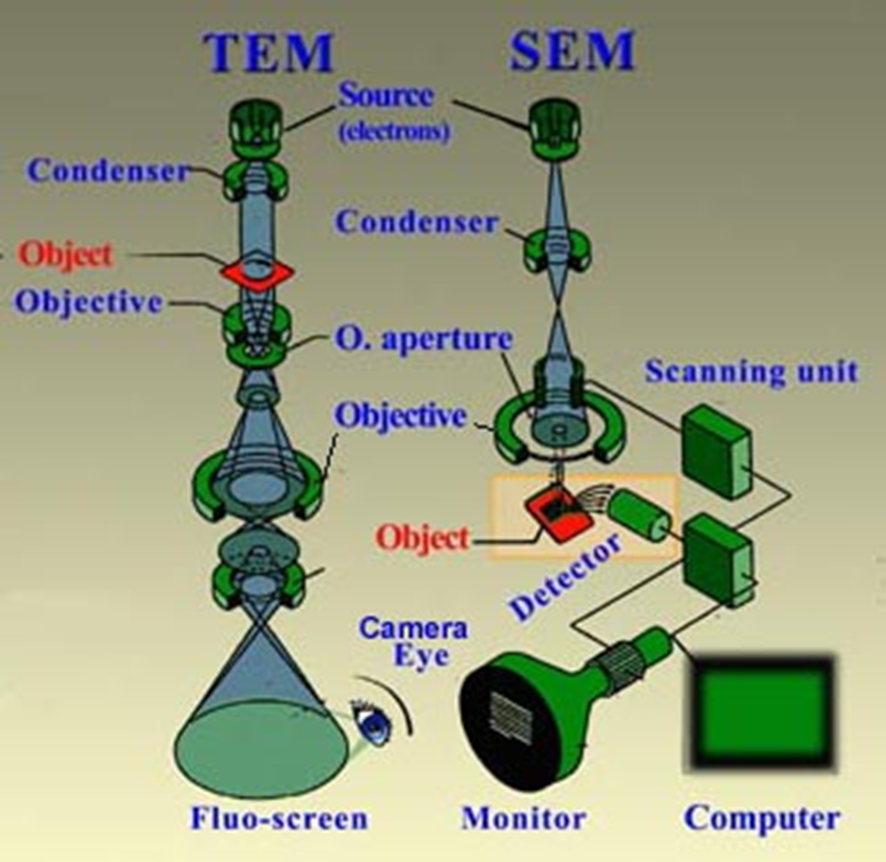 TEM
SEM
Source
(electrons)
Condenser
Condenser
Object
Objective
O. aperture
Scanning unit
Objective
Object
Detector
Camera
Eye
Fluo-screen
Monitor
Computer